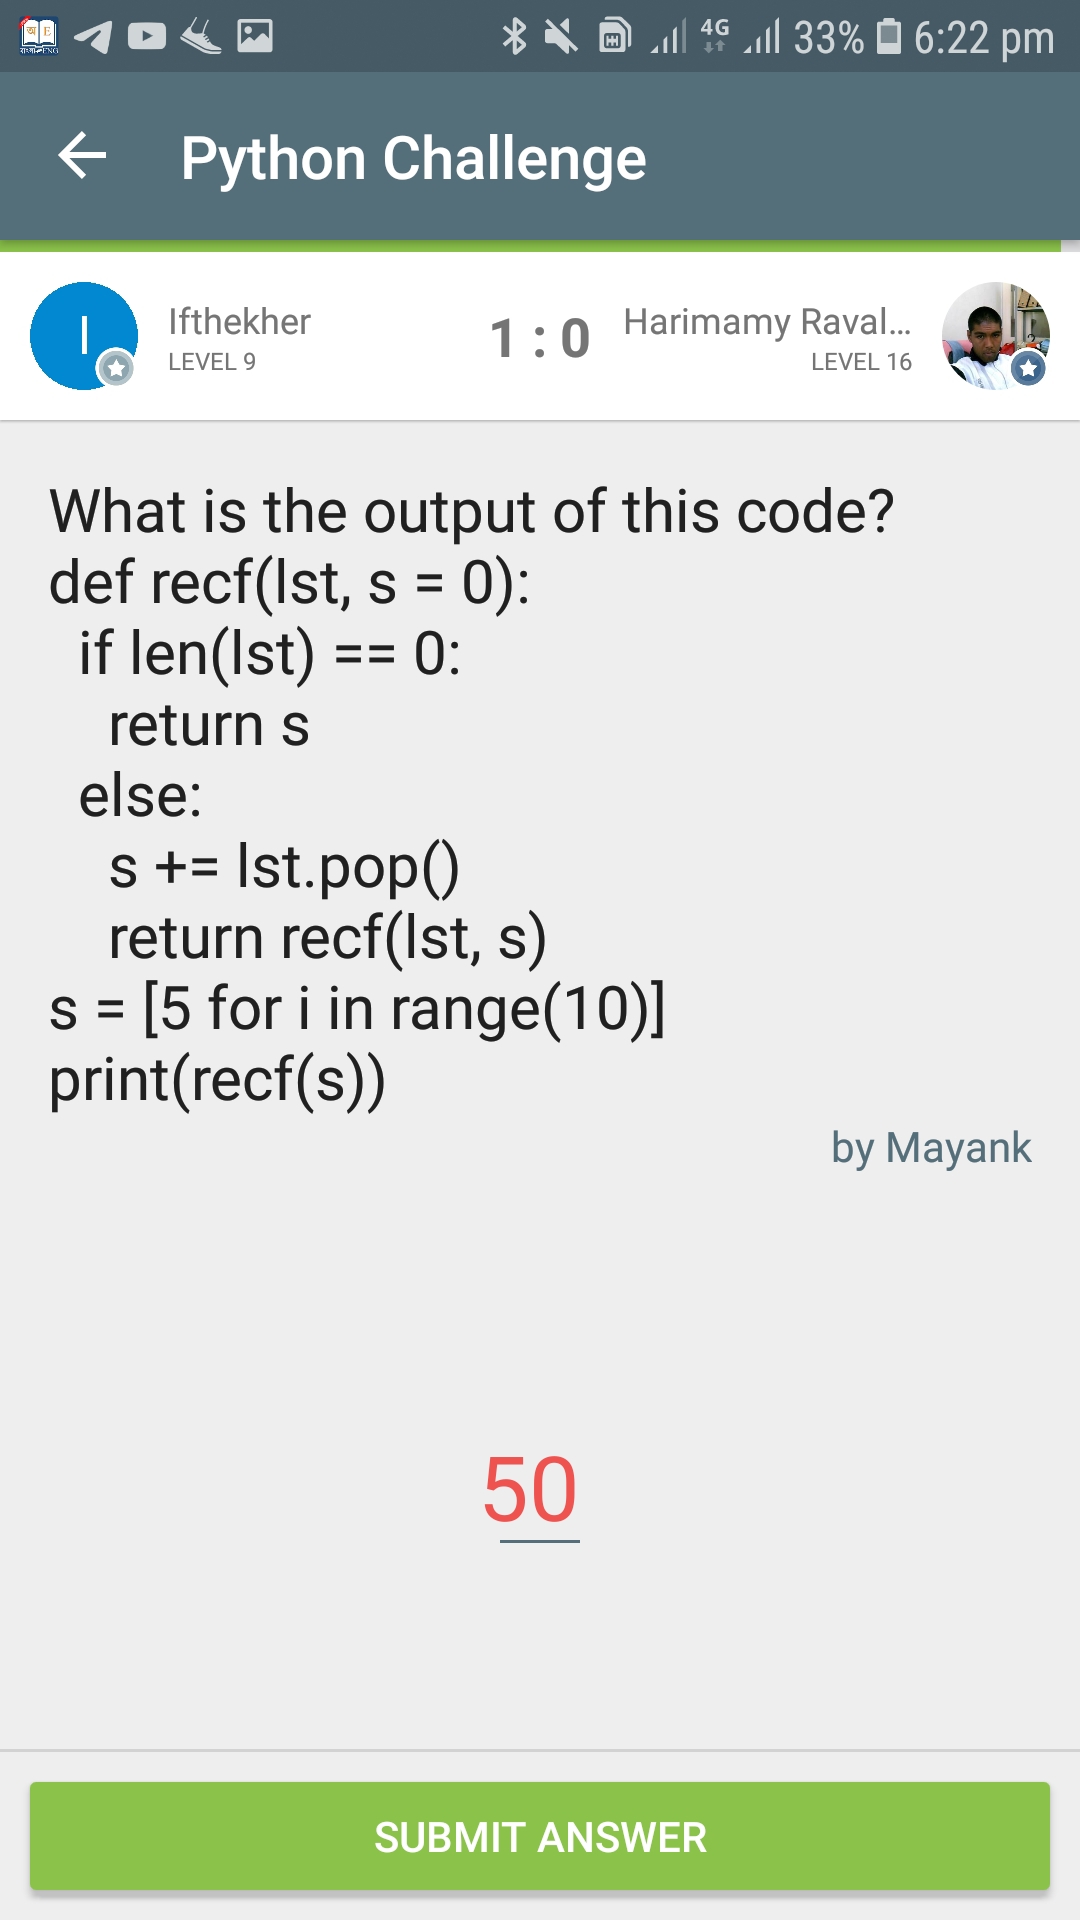 4G 33% 6:22 pm
Python Challenge
I Ifthekher 1 : 0 Harimamy Raval...
LEVEL 9 LEVEL 16
What is the output of this code?
def recf(lst, s = 0):
if len(lst) == 0:
return s
else:
s += lst.pop()
return recf(lst, s)
s = [5 for i in range(10)]
print(recf(s))
by Mayank
50
SUBMIT ANSWER